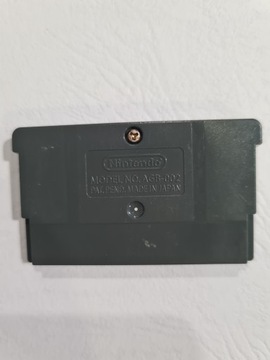 Nintendo
MODEL NO. AGB-002
PAT. PEND. MADE IN JAPAN